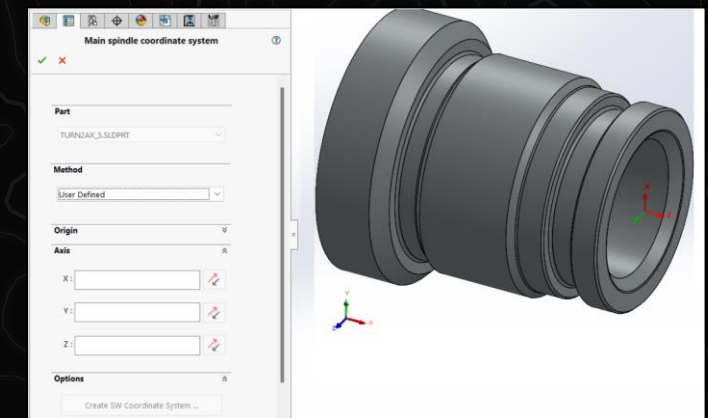 Main spindle coordinate system
Part
TURN2AX_5.SLDPRT
Method
User Defined
Origin
Axis
X :
Y :
Z :
Options
Create SW Coordinate System ...
X
Z
Y
Z
X